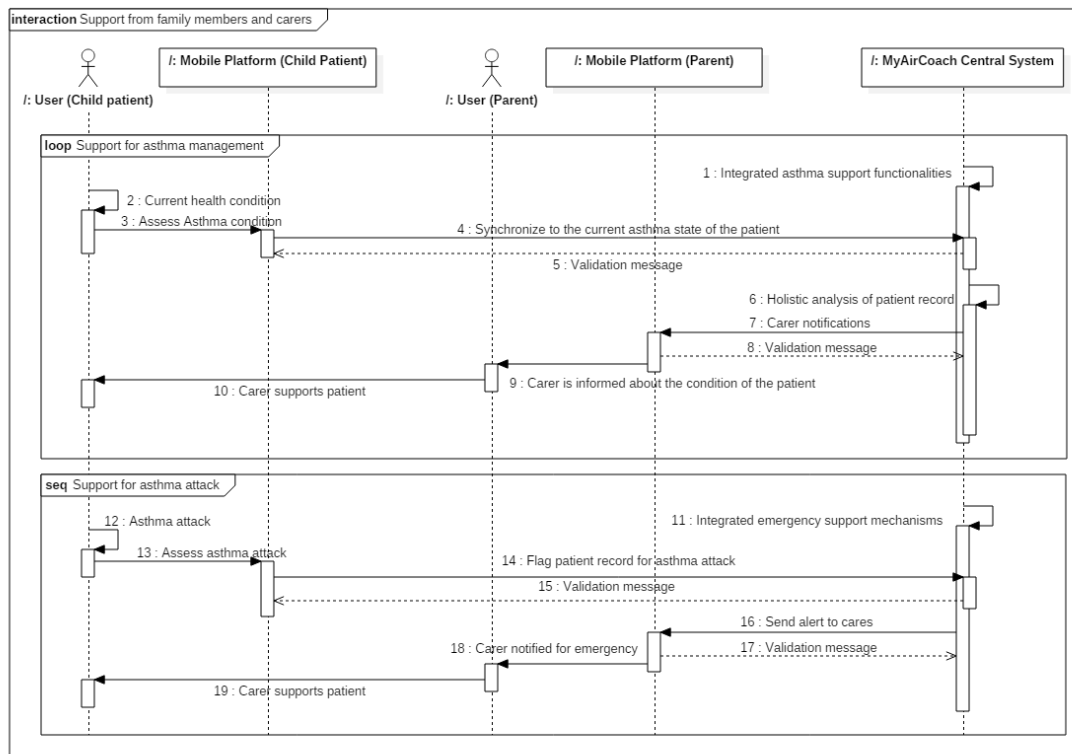 interaction Support from family members and carers
/: User (Child patient)
/: Mobile Platform (Child Patient)
/: User (Parent)
/: Mobile Platform (Parent)
/: MyAirCoach Central System
loop Support for asthma management
1 : Integrated asthma support functionalities
2 : Current health condition
3 : Assess Asthma condition
4 : Synchronize to the current asthma state of the patient
5 : Validation message
6 : Holistic analysis of patient record
7 : Carer notifications
8 : Validation message
9 : Carer is informed about the condition of the patient
10 : Carer supports patient
seq Support for asthma attack
11 : Integrated emergency support mechanisms
12 : Asthma attack
13 : Assess asthma attack
14 : Flag patient record for asthma attack
15 : Validation message
16 : Send alert to cares
17 : Validation message
18 : Carer notified for emergency
19 : Carer supports patient